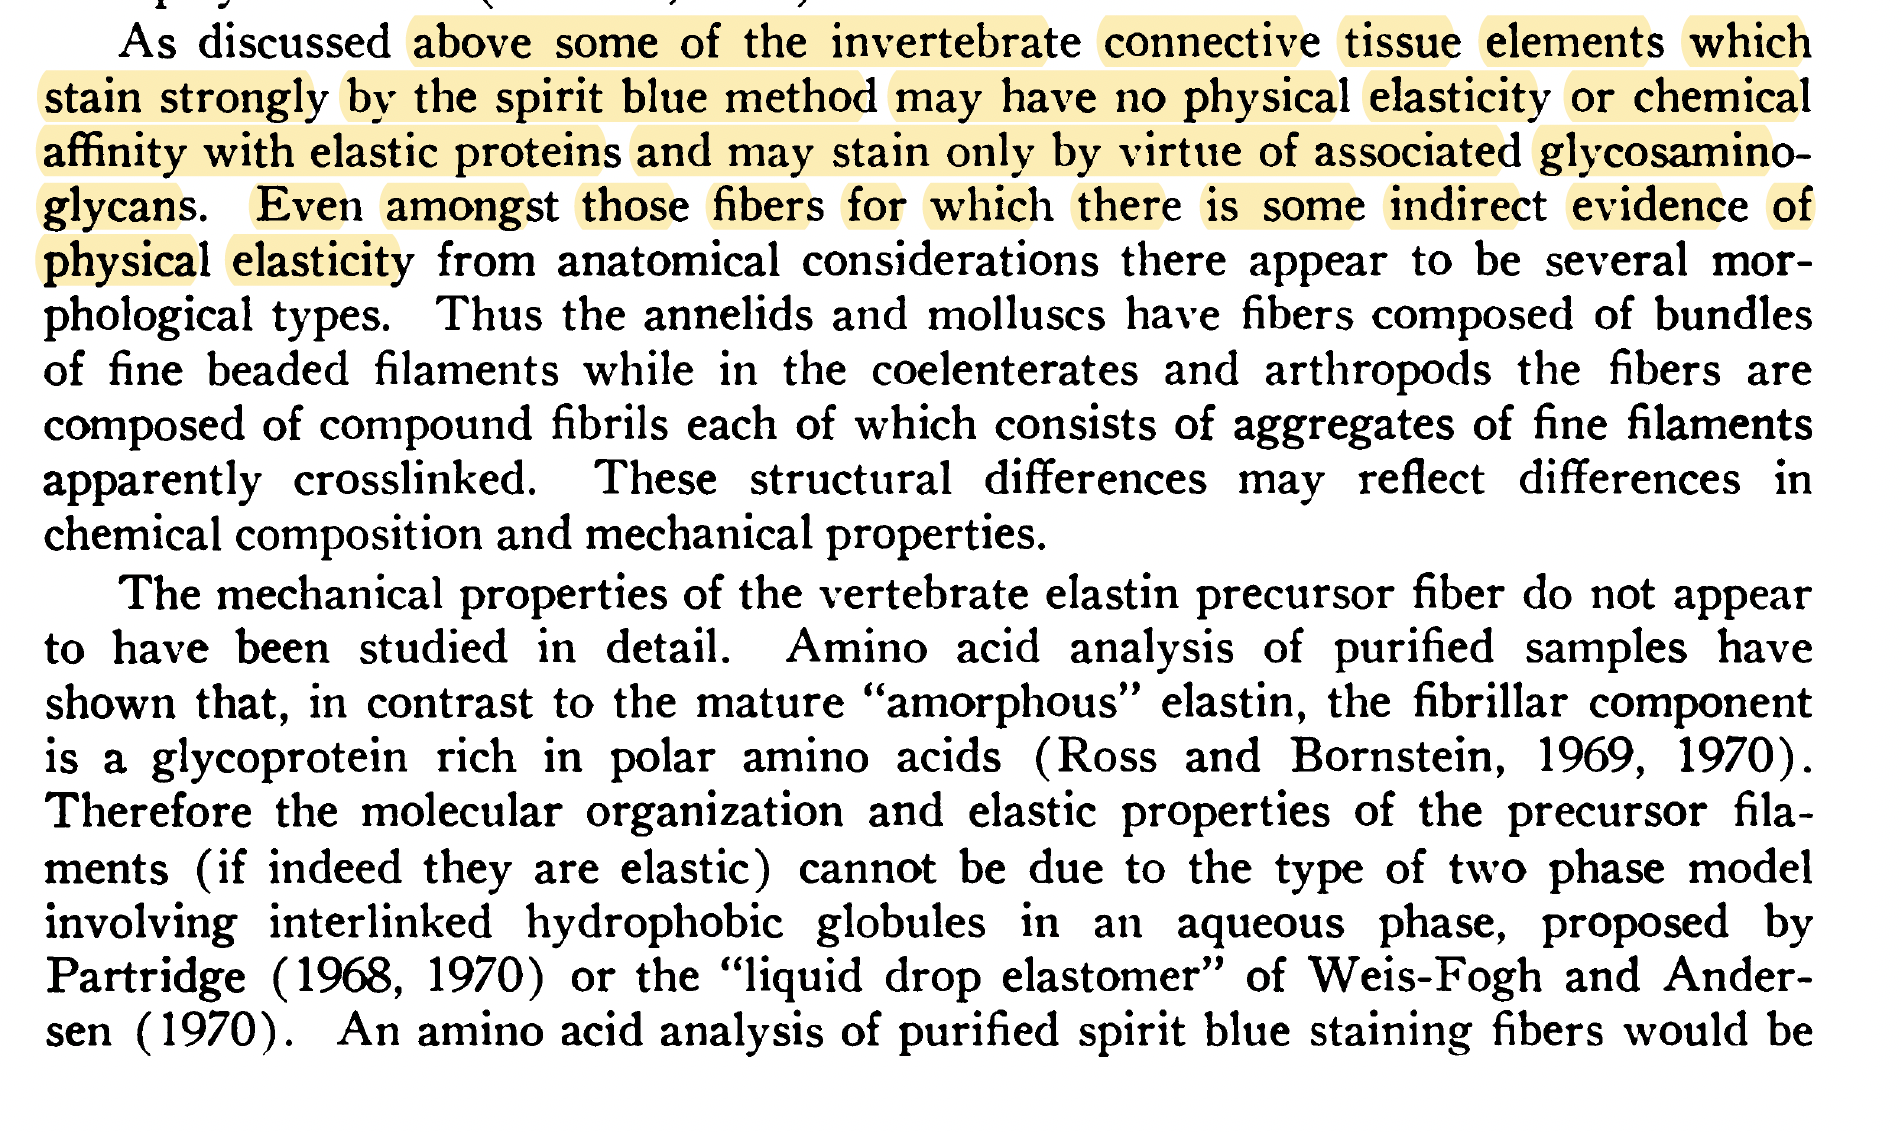 As discussed above some of the invertebrate connective tissue elements which
stain strongly by the spirit blue method may have no physical elasticity or chemical
affinity with elastic proteins and may stain only by virtue of associated glycosamino-
glycans. Even amongst those fibers for which there is some indirect evidence of
physical elasticity from anatomical considerations there appear to be several mor-
phological types. Thus the annelids and molluscs have fibers composed of bundles
of fine beaded filaments while in the coelenterates and arthropods the fibers are
composed of compound fibrils each of which consists of aggregates of fine filaments
apparently crosslinked. These structural differences may reflect differences in
chemical composition and mechanical properties.
The mechanical properties of the vertebrate elastin precursor fiber do not appear
to have been studied in detail. Amino acid analysis of purified samples have
shown that, in contrast to the mature “amorphous” elastin, the fibrillar component
is a glycoprotein rich in polar amino acids (Ross and Bornstein, 1969, 1970).
Therefore the molecular organization and elastic properties of the precursor fila-
ments (if indeed they are elastic) cannot be due to the type of two phase model
involving interlinked hydrophobic globules in an aqueous phase, proposed by
Partridge (1968, 1970) or the “liquid drop elastomer” of Weis-Fogh and Ander-
sen (1970). An amino acid analysis of purified spirit blue staining fibers would be